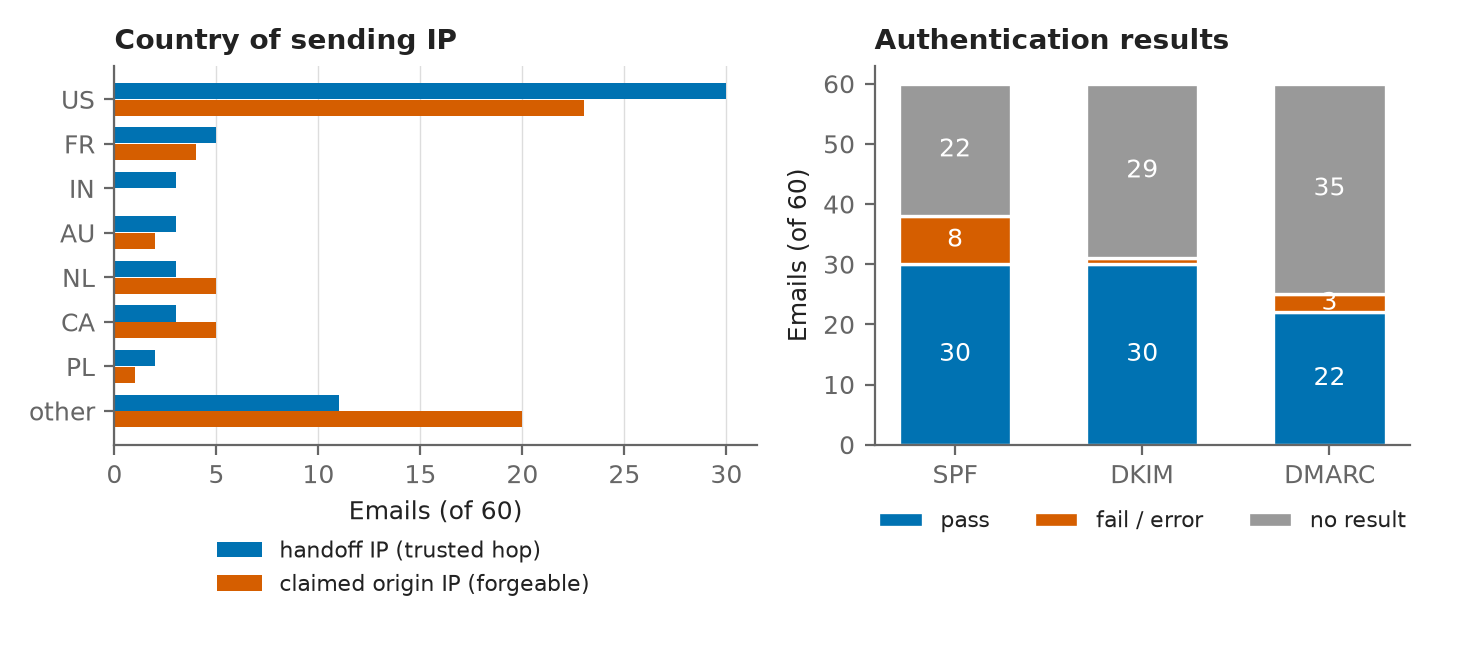 Country of sending IP
US
FR
IN
AU
NL
CA
PL
other
0 5 10 15 20 25 30
Emails (of 60)
handoff IP (trusted hop)
claimed origin IP (forgeable)
Authentication results
Emails (of 60)
60
50
40
30
20
10
0
22 29 35
8 3
30 30 22
SPF DKIM DMARC
pass fail / error no result